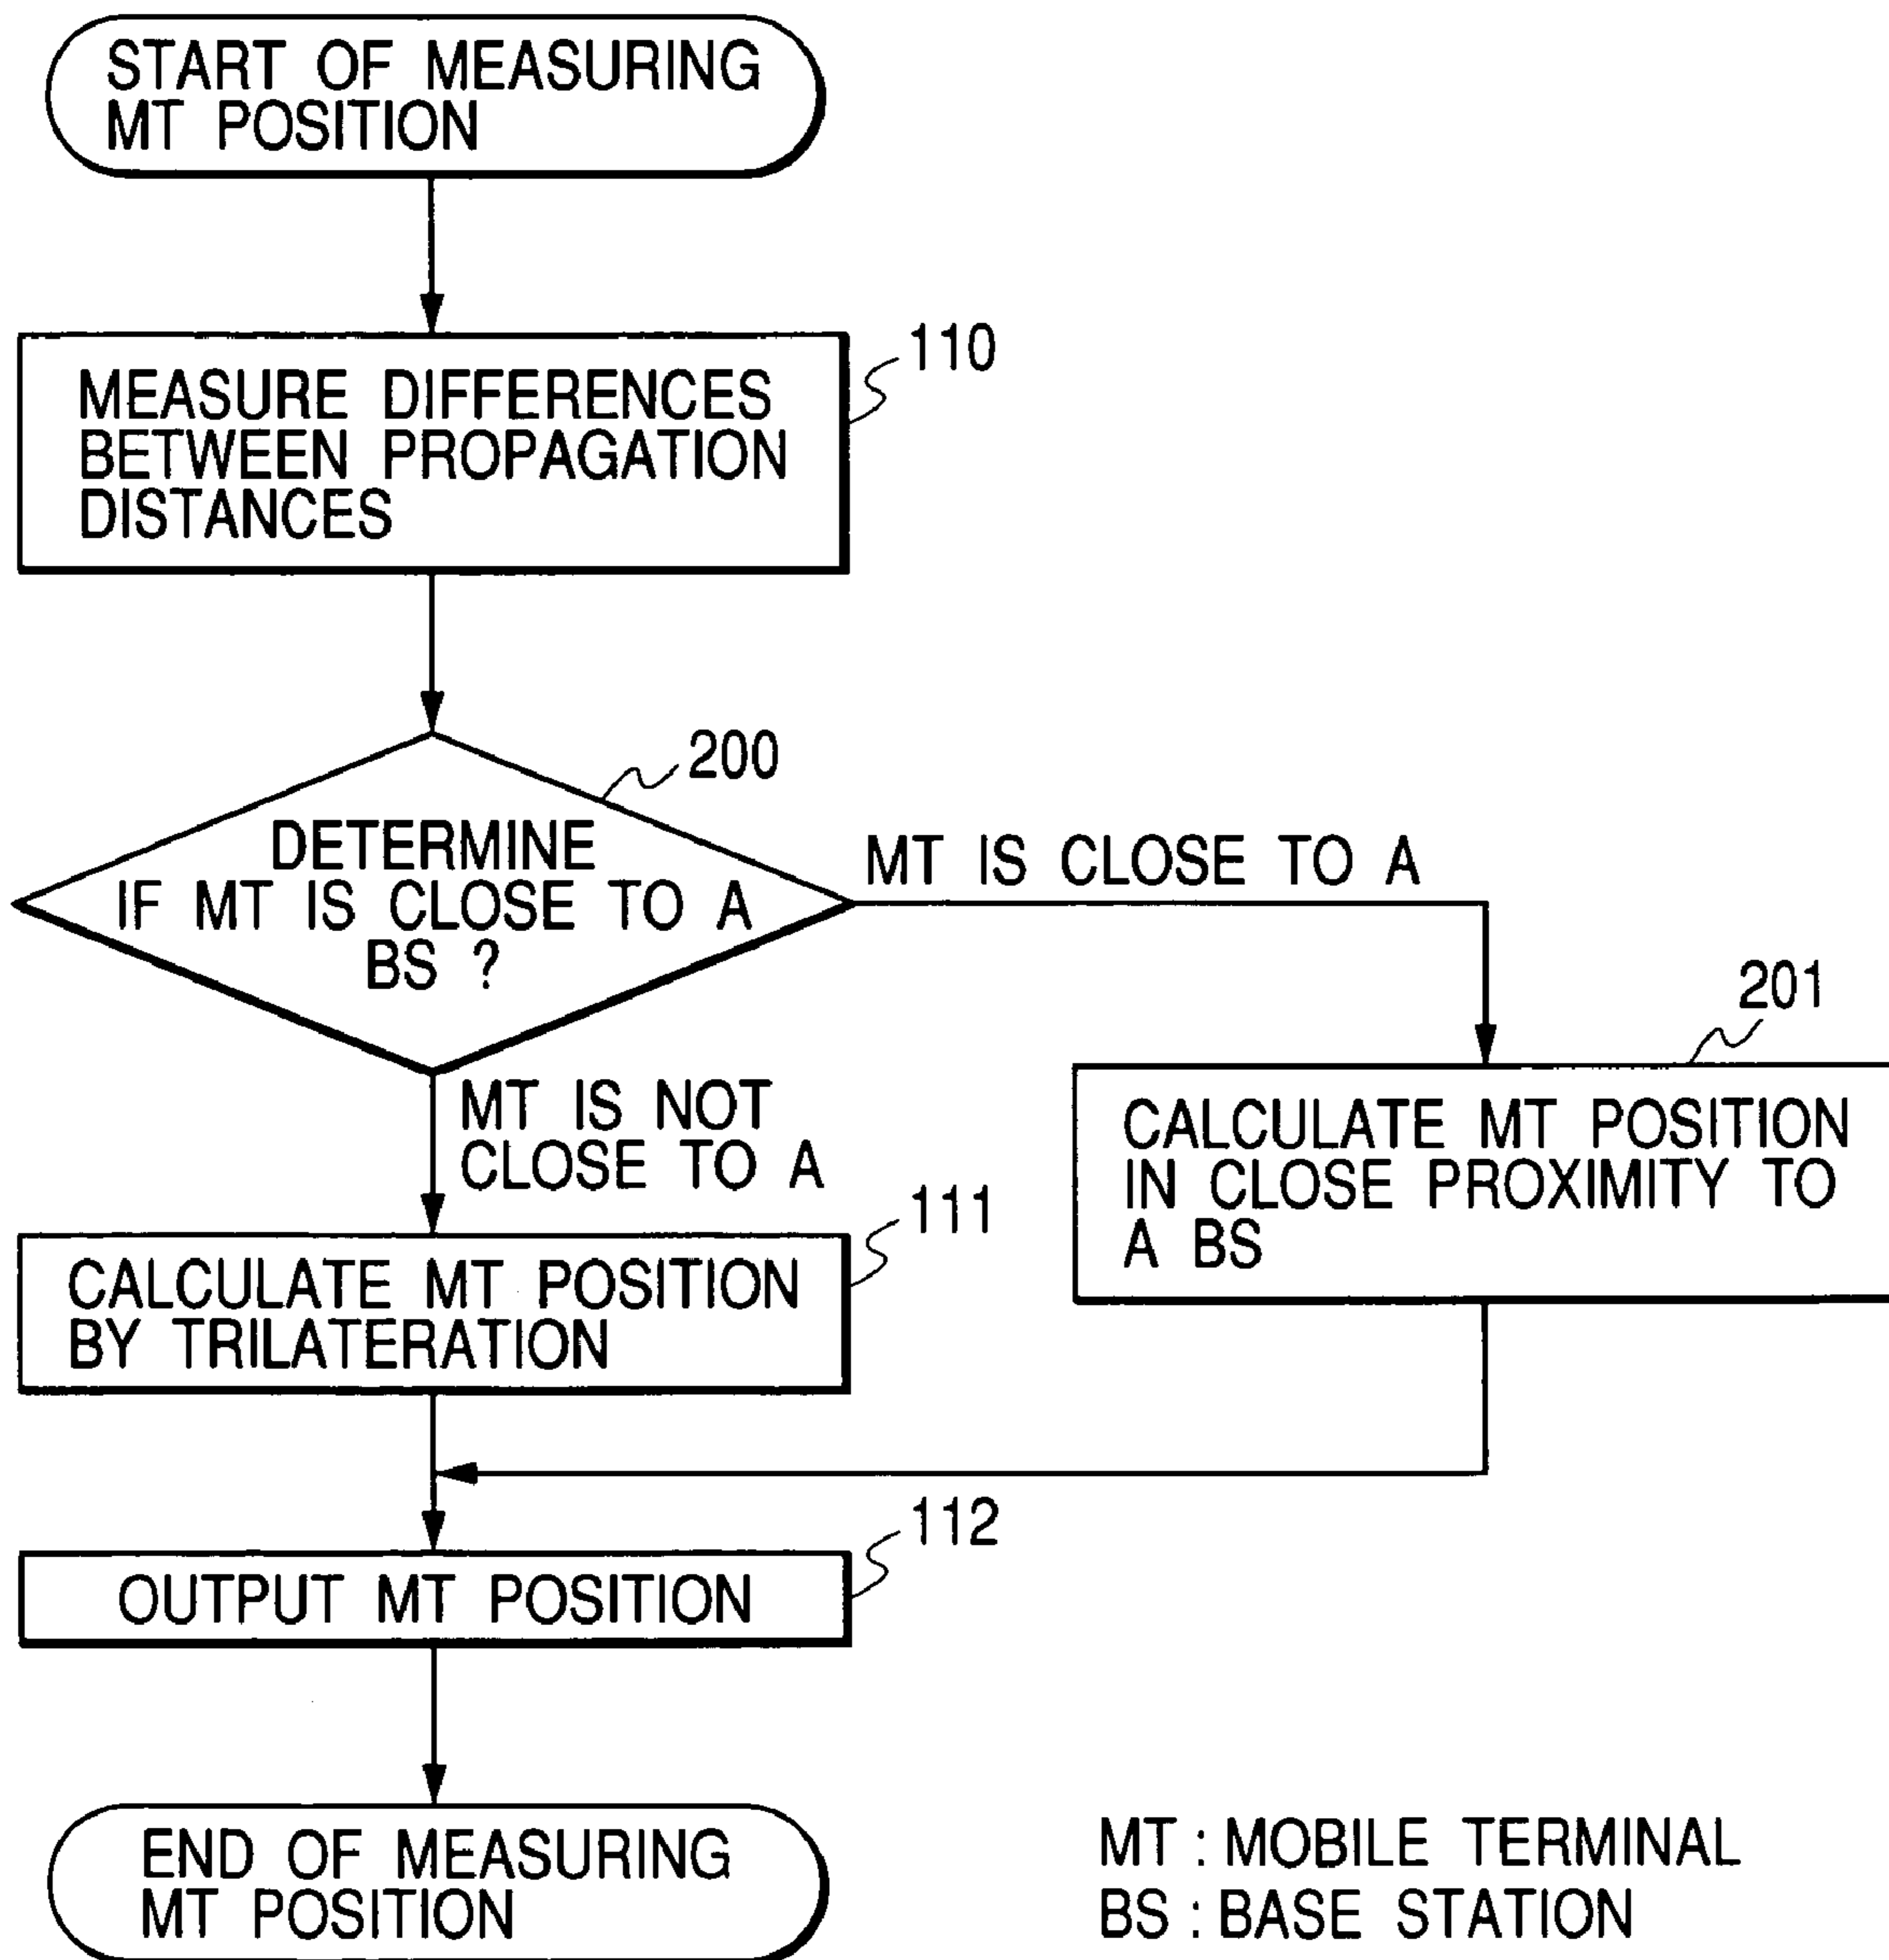 START OF MEASURING
MT POSITION
110
MEASURE DIFFERENCES
BETWEEN PROPAGATION
DISTANCES
200
DETERMINE
IF MT IS CLOSE TO A
BS ?
MT IS CLOSE TO A
201
CALCULATE MT POSITION
IN CLOSE PROXIMITY TO
A BS
MT IS NOT
CLOSE TO A
111
CALCULATE MT POSITION
BY TRILATERATION
112
OUTPUT MT POSITION
END OF MEASURING
MT POSITION
MT : MOBILE TERMINAL
BS : BASE STATION